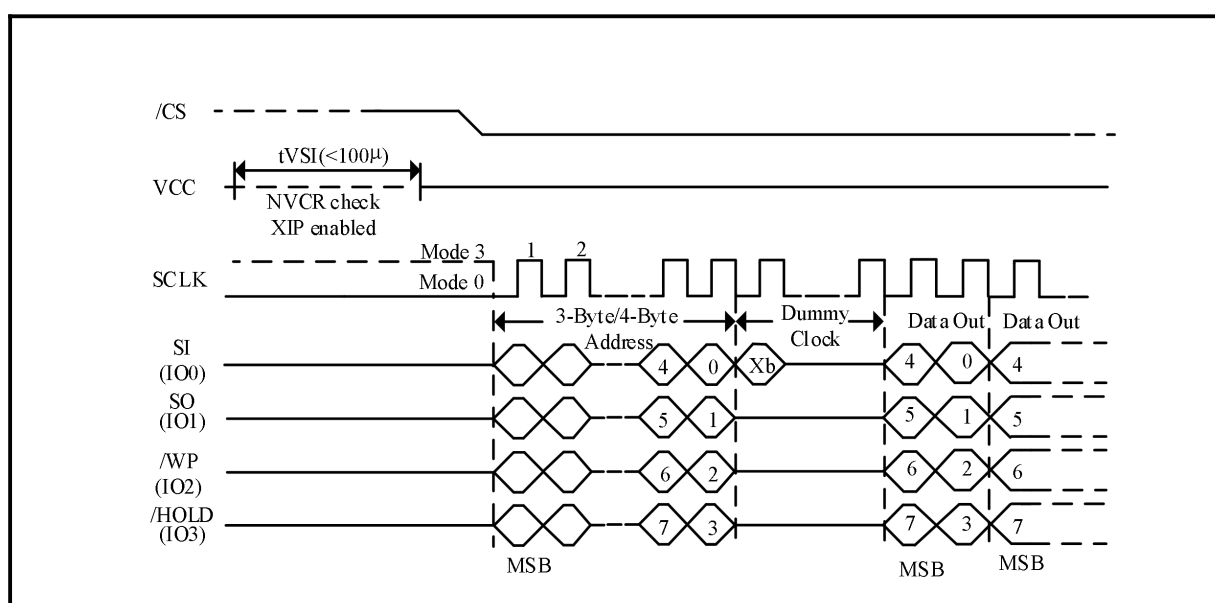 /CS
tVSI(<100μ)
VCC
NVCR check
XIP enabled
Mode 3 1 2
SCLK
Mode 0
3-Byte/4-Byte Dummy Data Out Data Out
Address Clock
SI
(IO0) 4 0 Xb 4 0 4
SO
(IO1) 5 1 5 1 5
/WP
(IO2) 6 2 6 2 6
/HOLD
(IO3) 7 3 7 3 7
MSB MSB MSB